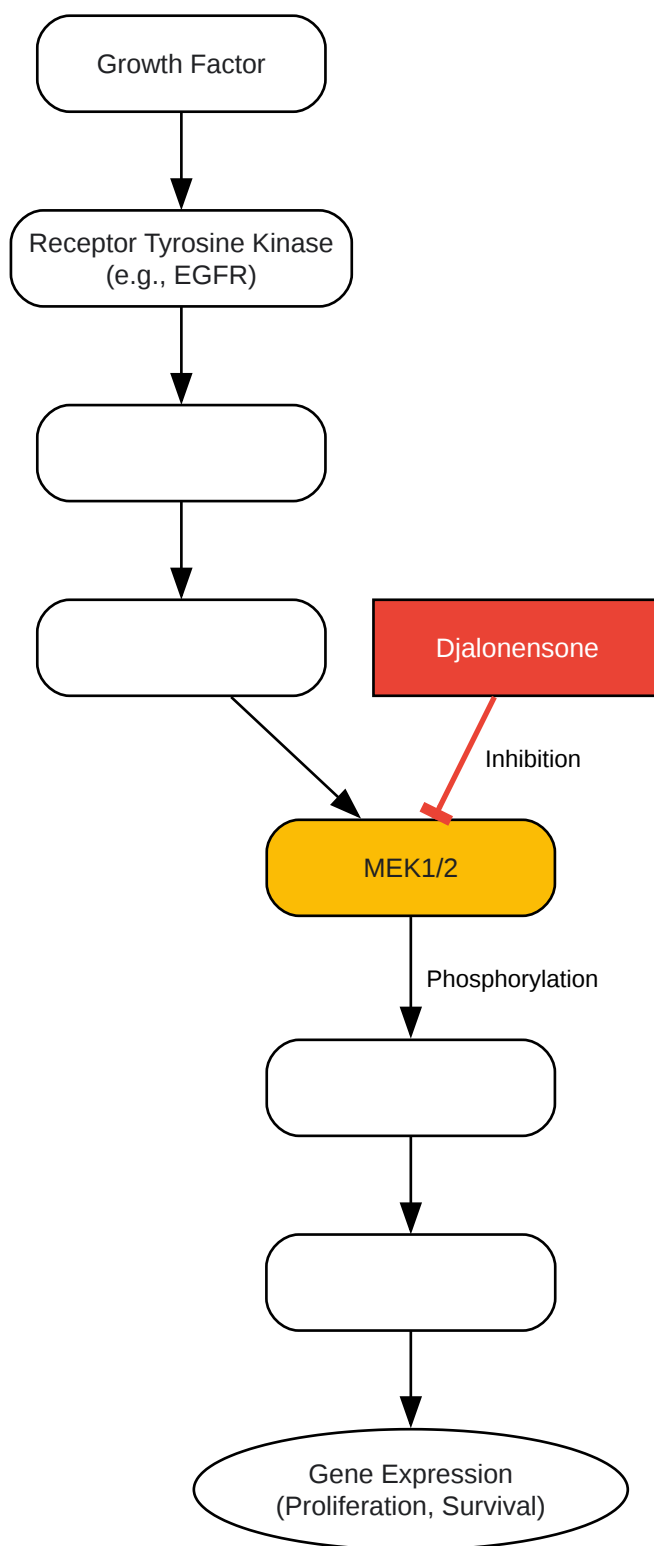 Growth Factor
Receptor Tyrosine Kinase
(e.g., EGFR)
Djalonensone
Inhibition
MEK1/2
Phosphorylation
Gene Expression
(Proliferation, Survival)